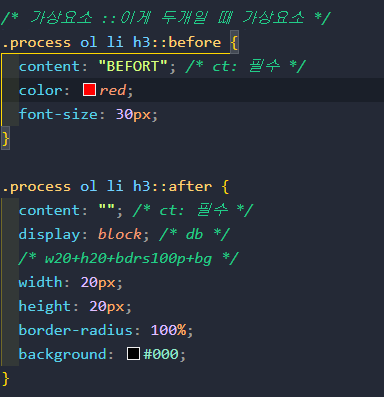 /* 가상요소 ::이게 두개일 때 가상요소 */
.process ol li h3::before {
content: "BEFORT"; /* ct: 필수 */
color: red;
font-size: 30px;
}
.process ol li h3::after {
content: ""; /* ct: 필수 */
display: block; /* db */
/* w20+h20+bdrs100p+bg */
width: 20px;
height: 20px;
border-radius: 100%;
background: #000;
}